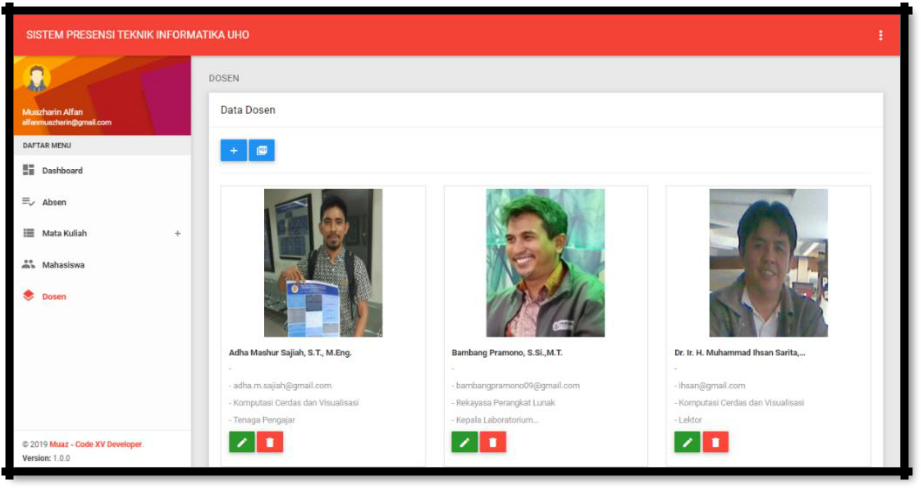 SISTEM PRESENSI TEKNIK INFORMATIKA UHO
Muazharin Alfan
alfanmuazharin@gmail.com
DAFTAR MENU
Dashboard
Absen
Mata Kuliah +
Mahasiswa
Dosen
© 2019 Muaz - Code XV Developer.
Version: 1.0.0
DOSEN
Data Dosen
+
Adha Mashur Sajiah, S.T., M.Eng.
-
- adha.m.sajiah@gmail.com
- Komputasi Cerdas dan Visualisasi
- Tenaga Pengajar
Bambang Pramono, S.Si.,M.T.
-
- bambangpramono09@gmail.com
- Rekayasa Perangkat Lunak
- Kepala Laboratorium...
Dr. Ir. H. Muhammad Ihsan Sarita,...
-
- ihsan@gmail.com
- Komputasi Cerdas dan Visualisasi
- Lektor